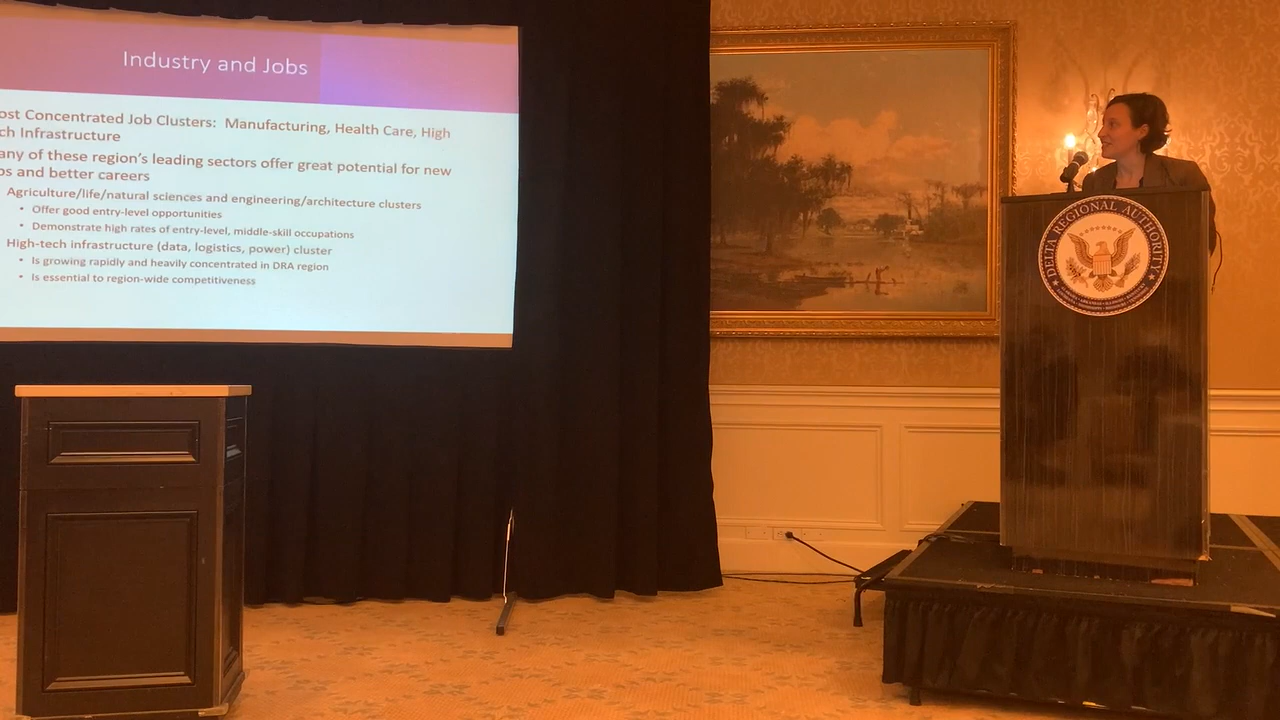 Industry and Jobs
ost Concentrated Job Clusters: Manufacturing, Health Care, High
ch Infrastructure
any of these region's leading sectors offer great potential for new
bs and better careers
Agriculture/life/natural sciences and engineering/architecture clusters
• Offer good entry-level opportunities
• Demonstrate high rates of entry-level, middle-skill occupations
High-tech infrastructure (data, logistics, power) cluster
• Is growing rapidly and heavily concentrated in DRA region
• Is essential to region-wide competitiveness
DELTA REGIONAL AUTHORITY